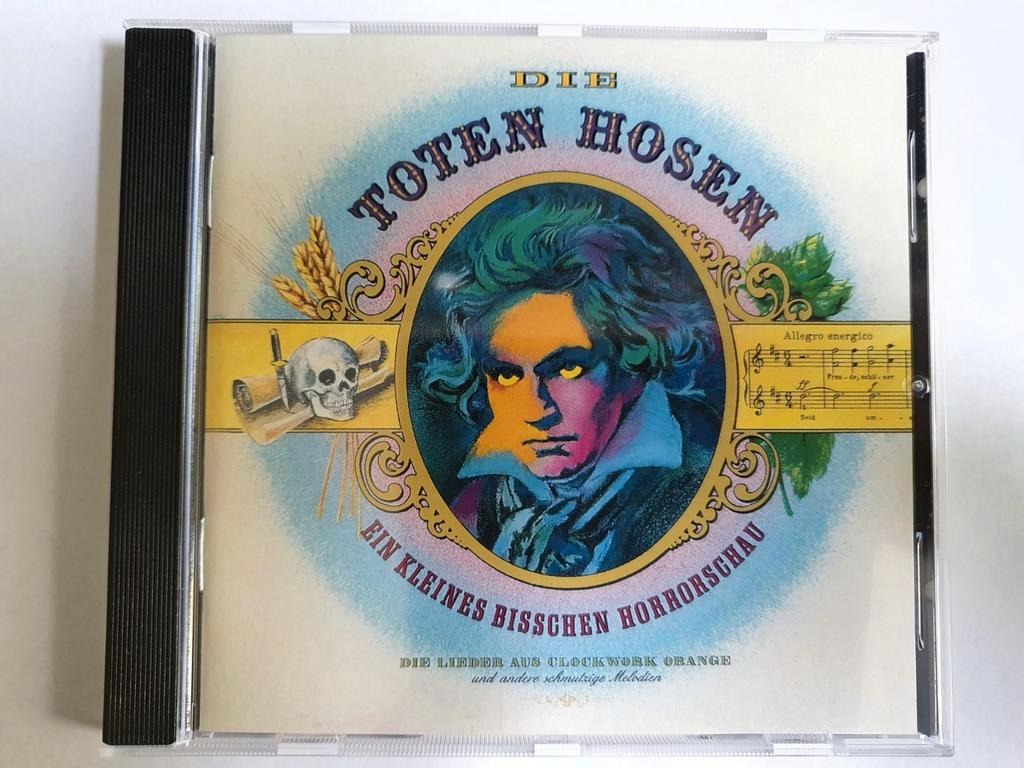 DIE
TOTEN HOSEN
Allegro energico
Freu-de, schö-ner
ff f
Seid um-
EIN KLEINES BISSCHEN HORRORSCHAU
DIE LIEDER AUS CLOCKWORK ORANGE
und andere schmutzige Melodien